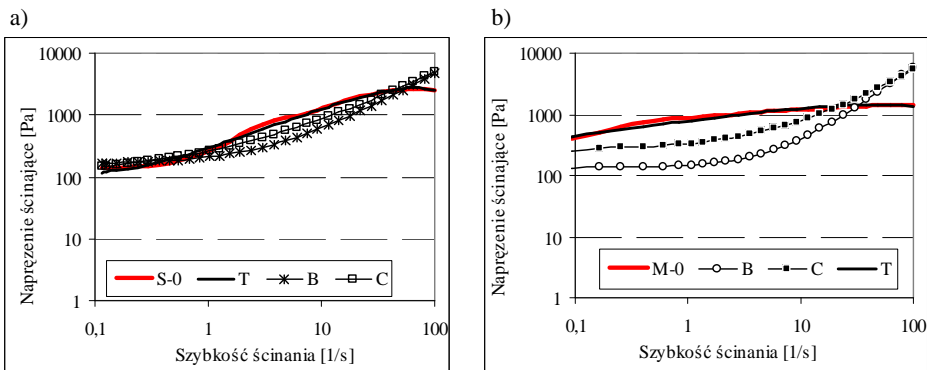 a)
10000
1000
100
10
1
0,1 1 10 100
Naprężenie ścinające [Pa]
Szybkość ścinania [1/s]
S-0 T B C
b)
10000
1000
100
10
1
0,1 1 10 100
Naprężenie ścinające [Pa]
Szybkość ścinania [1/s]
M-0 B C T